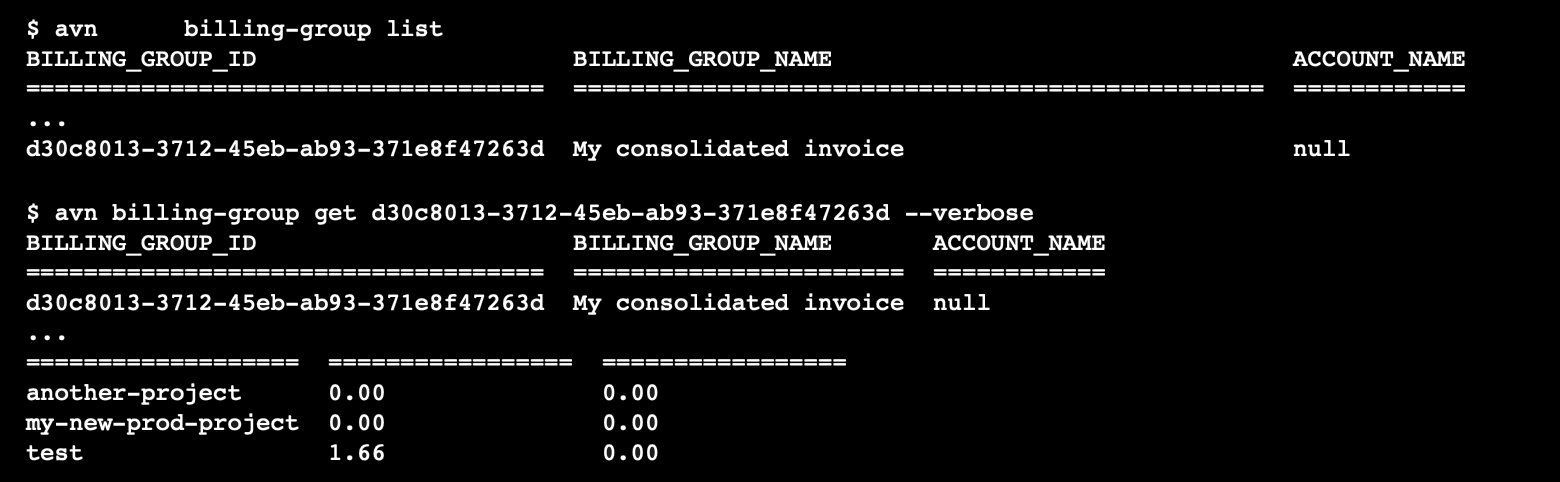 $ avn      billing-group list
BILLING_GROUP_ID                      BILLING_GROUP_NAME                                ACCOUNT_NAME
====================================  ================================================  ============
...
d30c8013-3712-45eb-ab93-371e8f47263d  My consolidated invoice                           null
$ avn billing-group get d30c8013-3712-45eb-ab93-371e8f47263d --verbose
BILLING_GROUP_ID                      BILLING_GROUP_NAME       ACCOUNT_NAME
====================================  =======================  ============
d30c8013-3712-45eb-ab93-371e8f47263d  My consolidated invoice  null
...
===================  =================  =================
another-project      0.00               0.00
my-new-prod-project  0.00               0.00
test                 1.66               0.00